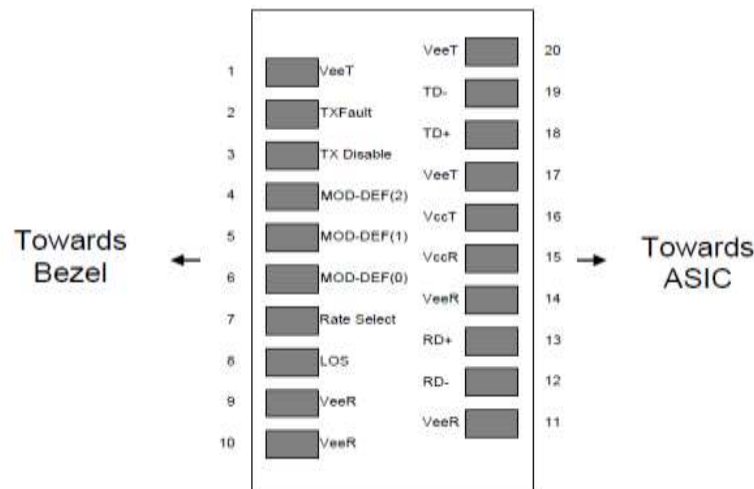 1 VeeT
2 TXFault
3 TX Disable
4 MOD-DEF(2)
5 MOD-DEF(1)
6 MOD-DEF(0)
7 Rate Select
8 LOS
9 VeeR
10 VeeR
VeeT 20
TD- 19
TD+ 18
VeeT 17
VccT 16
VccR 15
VeeR 14
RD+ 13
RD- 12
VeeR 11
Towards
Bezel
Towards
ASIC